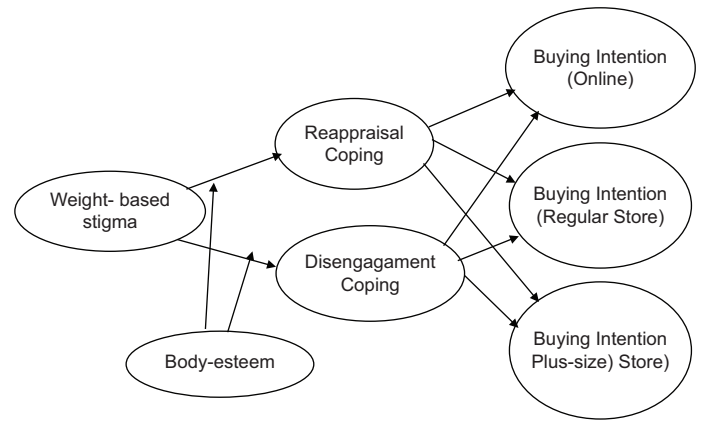 Buying Intention
(Online)
Reappraisal
Coping
Weight- based
stigma
Buying Intention
(Regular Store)
Disengagament
Coping
Body-esteem
Buying Intention
Plus-size) Store)